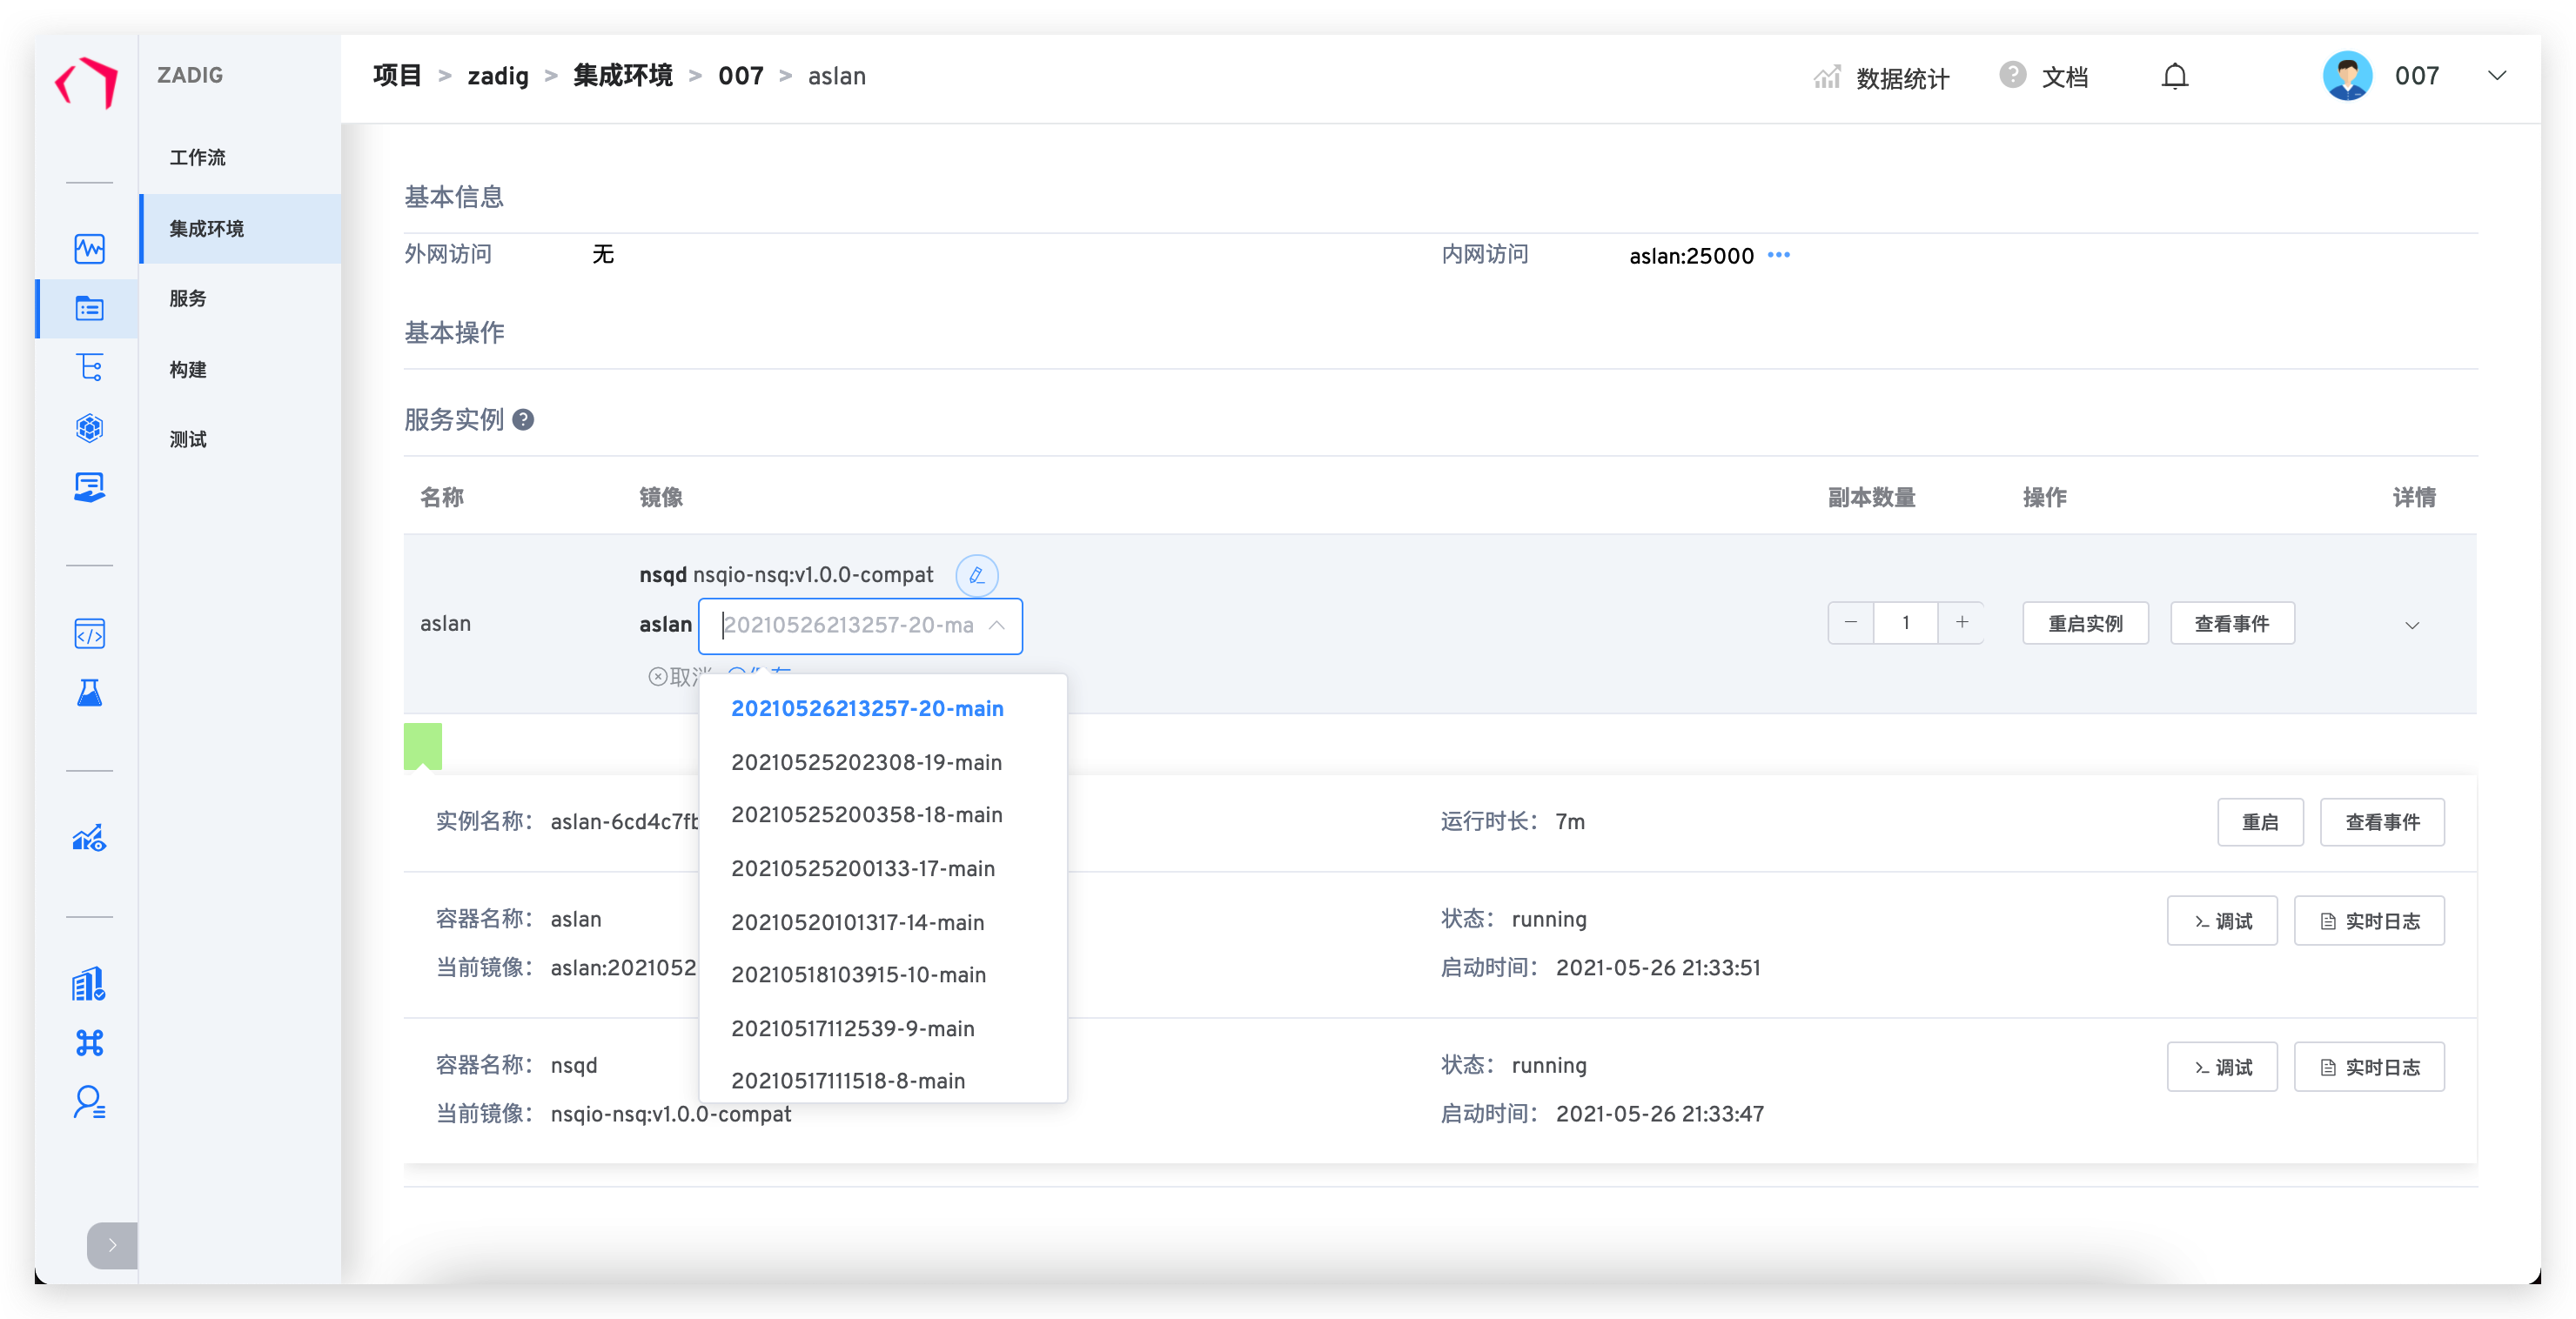 ZADIG
项目 > zadig > 集成环境 > 007 > aslan
数据统计
文档
007
工作流
集成环境
服务
构建
测试
基本信息
外网访问 无
内网访问 aslan:25000
基本操作
服务实例
名称 镜像 副本数量 操作 详情
nsqd nsqio-nsq:v1.0.0-compat
aslan
aslan 20210526213257-20-ma
1
重启实例 查看事件
取消
20210526213257-20-main
20210525202308-19-main
20210525200358-18-main
20210525200133-17-main
20210520101317-14-main
20210518103915-10-main
20210517112539-9-main
20210517111518-8-main
实例名称： aslan-6cd4c7fb
运行时长： 7m
重启 查看事件
容器名称： aslan
状态： running
>_ 调试 实时日志
当前镜像： aslan:2021052
启动时间： 2021-05-26 21:33:51
容器名称： nsqd
状态： running
>_ 调试 实时日志
当前镜像： nsqio-nsq:v1.0.0-compat
启动时间： 2021-05-26 21:33:47